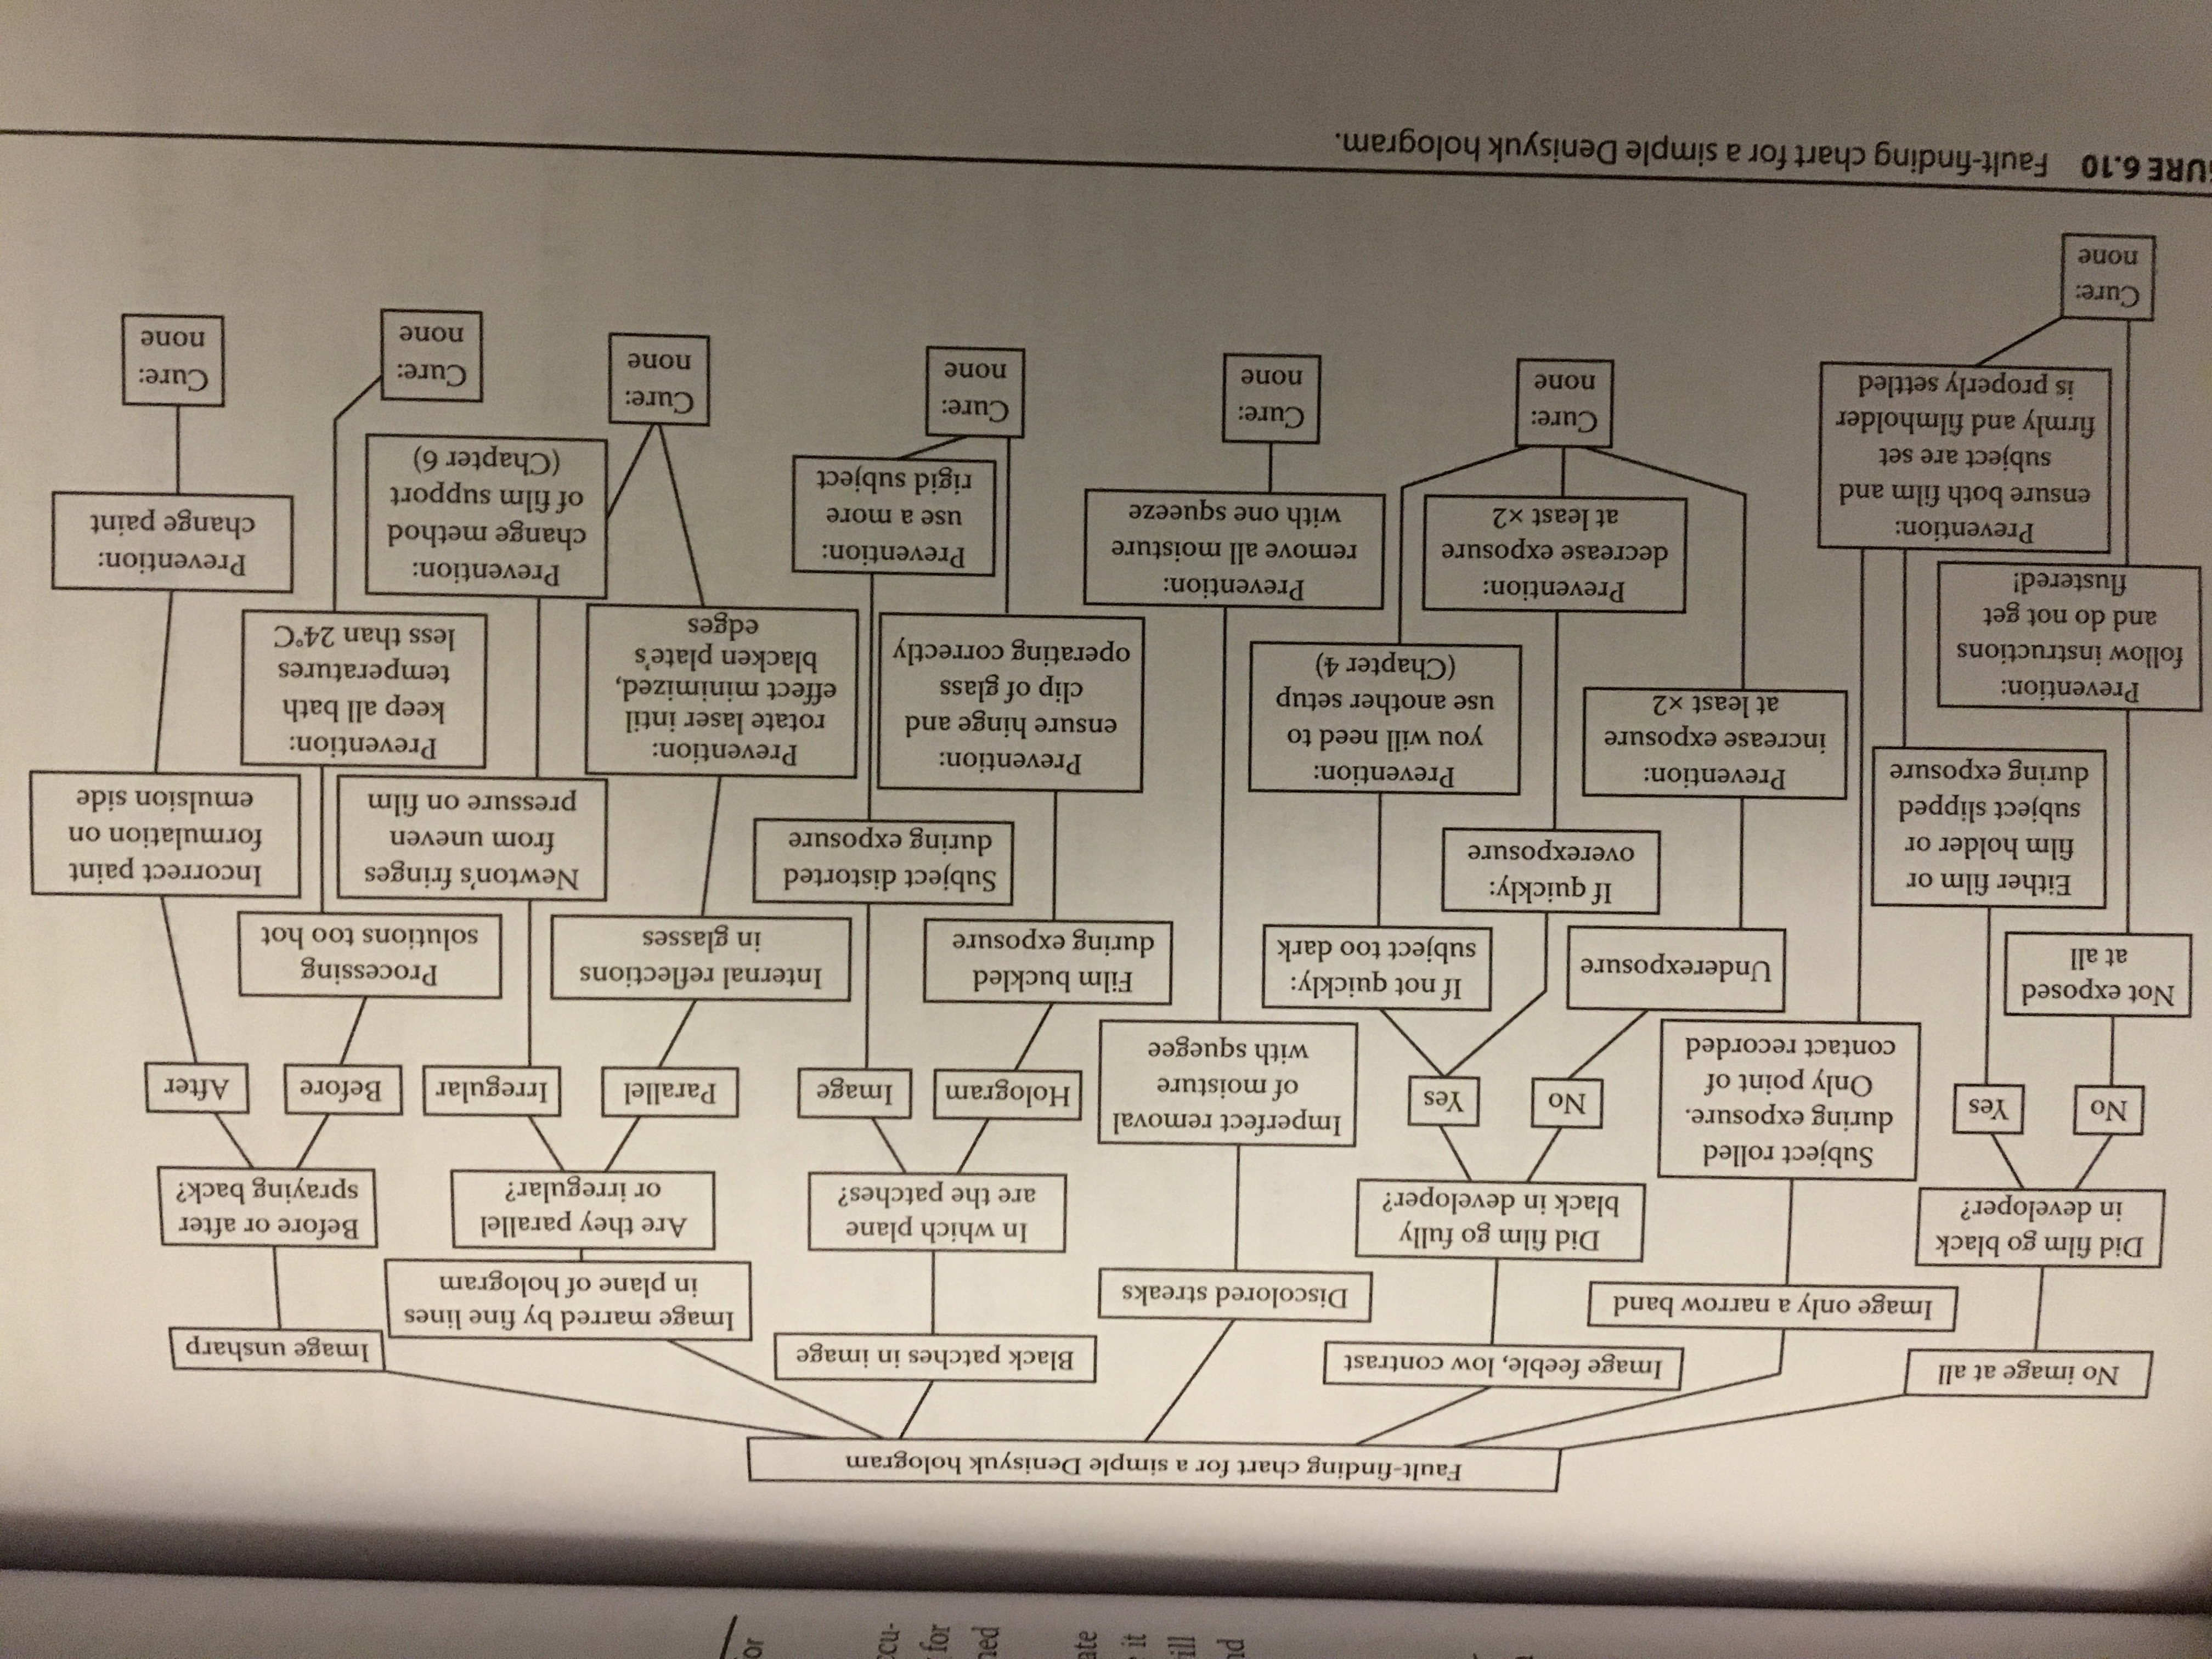 ccu-
for
ned
ate
it
ill
nd
or
Fault-finding chart for a simple Denisyuk hologram
No image at all
Image only a narrow band
Image feeble, low contrast
Discolored streaks
Black patches in image
Image marred by fine lines
in plane of hologram
Image unsharp
Did film go black
in developer?
Did film go fully
black in developer?
In which plane
are the patches?
Are they parallel
or irregular?
Before or after
spraying back?
No
Yes
Subject rolled
during exposure.
Only point of
contact recorded
No
Yes
Imperfect removal
of moisture
with squegee
Hologram
Image
Parallel
Irregular
Before
After
Not exposed
at all
Underexposure
If not quickly:
subject too dark
Film buckled
during exposure
Internal reflections
in glasses
Processing
solutions too hot
Either film or
film holder or
subject slipped
during exposure
If quickly:
overexposure
Subject distorted
during exposure
Newton's fringes
from uneven
pressure on film
Incorrect paint
formulation on
emulsion side
Prevention:
increase exposure
at least ×2
Prevention:
you will need to
use another setup
(Chapter 4)
Prevention:
ensure hinge and
clip of glass
operating correctly
Prevention:
rotate laser intil
effect minimized,
blacken plate's
edges
Prevention:
keep all bath
temperatures
less than 24°C
Prevention:
follow instructions
and do not get
flustered!
Prevention:
decrease exposure
at least ×2
Prevention:
remove all moisture
with one squeeze
Prevention:
use a more
rigid subject
Prevention:
change method
of film support
(Chapter 6)
Prevention:
change paint
Prevention:
ensure both film and
subject are set
firmly and filmholder
is properly settled
Cure:
none
Cure:
none
Cure:
none
Cure:
none
Cure:
none
Cure:
none
Cure:
none
GURE 6.10 Fault-finding chart for a simple Denisyuk hologram.